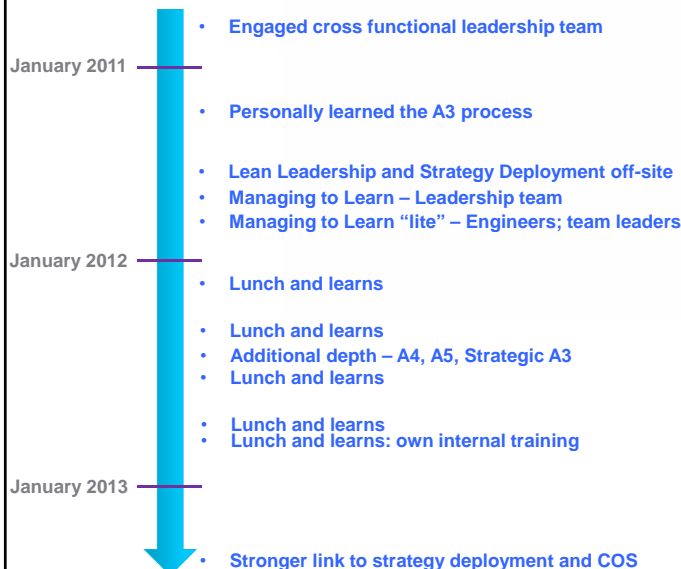 • Engaged cross functional leadership team
January 2011
• Personally learned the A3 process
• Lean Leadership and Strategy Deployment off-site
• Managing to Learn – Leadership team
• Managing to Learn “lite” – Engineers; team leaders
January 2012
• Lunch and learns
• Lunch and learns
• Additional depth – A4, A5, Strategic A3
• Lunch and learns
• Lunch and learns
• Lunch and learns: own internal training
January 2013
• Stronger link to strategy deployment and COS